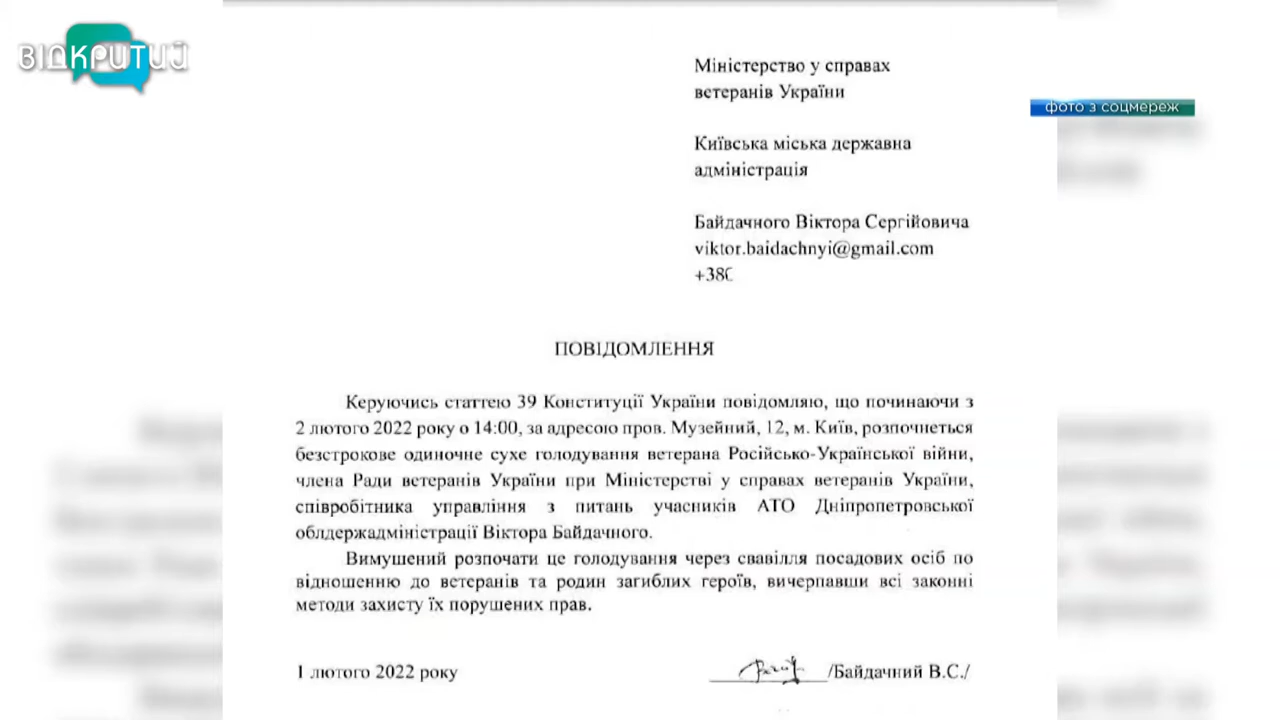 ВІДКРИТИЙ
Міністерство у справах
ветеранів України
фото з соцмереж
Київська міська державна
адміністрація
Байдачного Віктора Сергійовича
viktor.baidachnyi@gmail.com
+380
ПОВІДОМЛЕННЯ
Керуючись статтею 39 Конституції України повідомляю, що починаючи з
2 лютого 2022 року о 14:00, за адресою пров. Музейний, 12, м. Київ, розпочнеться
безстрокове одиночне сухе голодування ветерана Російсько-Української війни,
члена Ради ветеранів України при Міністерстві у справах ветеранів України,
співробітника управління з питань учасників АТО Дніпропетровської
облдержадміністрації Віктора Байдачного.
Вимушений розпочати це голодування через свавілля посадових осіб по
відношенню до ветеранів та родин загиблих героїв, вичерпавши всі законні
методи захисту їх порушених прав.
1 лютого 2022 року
/Байдачний В.С./